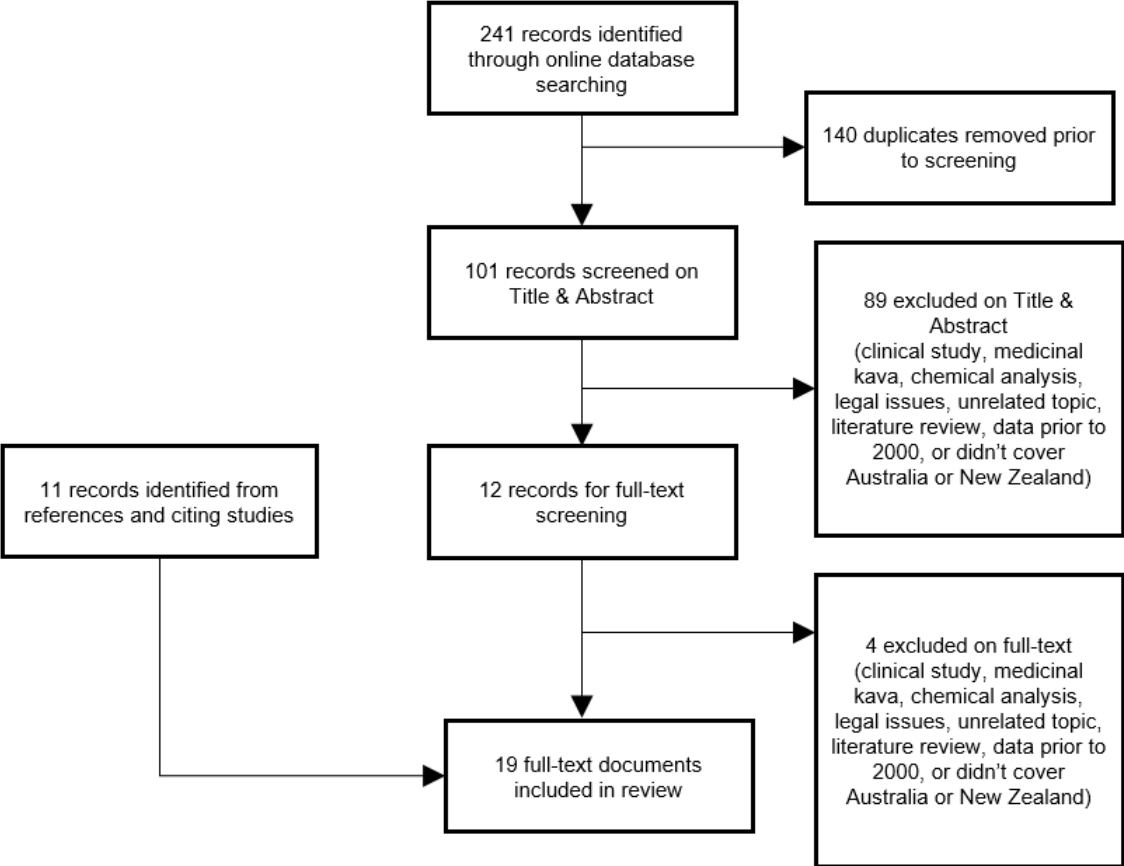 241 records identified
through online database
searching
140 duplicates removed prior
to screening
101 records screened on
Title & Abstract
89 excluded on Title &
Abstract
(clinical study, medicinal
kava, chemical analysis,
legal issues, unrelated topic,
literature review, data prior to
2000, or didn’t cover
Australia or New Zealand)
11 records identified from
references and citing studies
12 records for full-text
screening
4 excluded on full-text
(clinical study, medicinal
kava, chemical analysis,
legal issues, unrelated topic,
literature review, data prior to
2000, or didn’t cover
Australia or New Zealand)
19 full-text documents
included in review